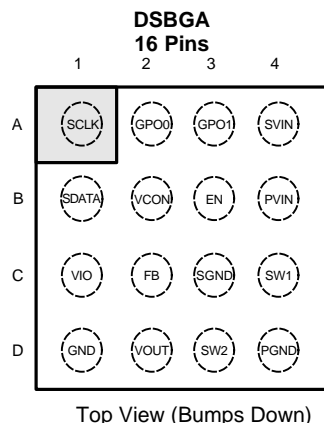 DSBGA
16 Pins
1 2 3 4
A SCLK GPO0 GPO1 SVIN
B SDATA VCON EN PVIN
C VIO FB SGND SW1
D GND VOUT SW2 PGND
Top View (Bumps Down)